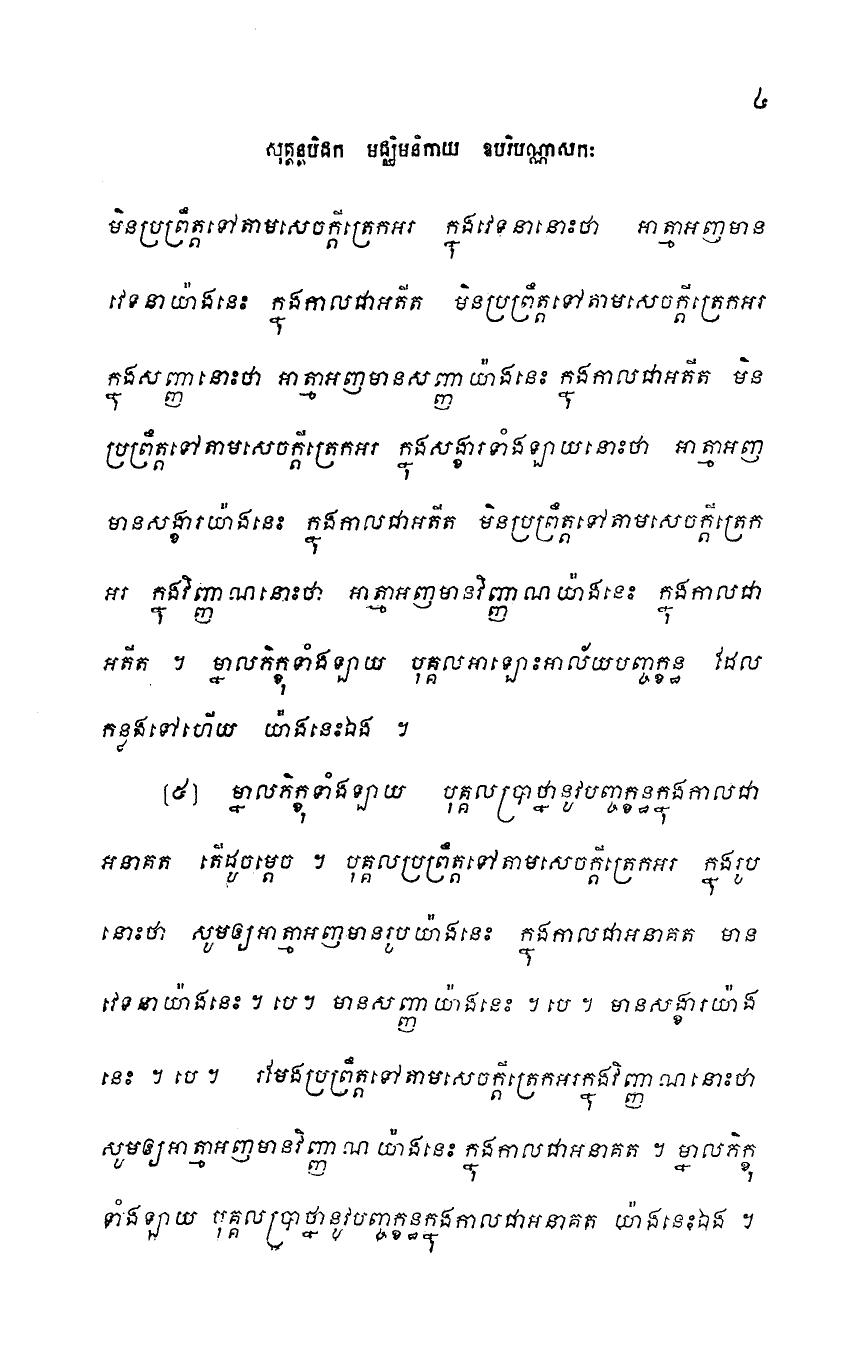 ៤
សុត្តន្តបិដក មជ្ឈិមនិកាយ ឧបរិបណ្ណាសកៈ
មិនប្រព្រឹត្តទៅតាមសេចក្តីត្រេកអរ ក្នុងវេទនានោះថា អាត្មាអញមាន
វេទនាយ៉ាងនេះ ក្នុងកាលជាអតីត មិនប្រព្រឹត្តទៅតាមសេចក្តីត្រេកអរ
ក្នុងសញ្ញានោះថា អាត្មាអញមានសញ្ញាយ៉ាងនេះ ក្នុងកាលជាអតីត មិន
ប្រព្រឹត្តទៅតាមសេចក្តីត្រេកអរ ក្នុងសង្ខារទាំងឡាយនោះថា អាត្មាអញ
មានសង្ខារយ៉ាងនេះ ក្នុងកាលជាអតីត មិនប្រព្រឹត្តទៅតាមសេចក្តីត្រេក
អរ ក្នុងវិញ្ញាណនោះថា អាត្មាអញមានវិញ្ញាណយ៉ាងនេះ ក្នុងកាលជា
អតីត ។ ម្នាលភិក្ខុទាំងឡាយ បុគ្គលអាឡោះអាល័យបញ្ចក្ខន្ធ ដែល
កន្លងទៅហើយ យ៉ាងនេះឯង ។
[៥] ម្នាលភិក្ខុទាំងឡាយ បុគ្គលប្រាថ្នានូវបញ្ចក្ខន្ធក្នុងកាលជា
អនាគត តើដូចម្តេច ។ បុគ្គលប្រព្រឹត្តទៅតាមសេចក្តីត្រេកអរ ក្នុងរូប
នោះថា សូមឲ្យអាត្មាអញមានរូបយ៉ាងនេះ ក្នុងកាលជាអនាគត មាន
វេទនាយ៉ាងនេះ ។ បេ ។ មានសញ្ញាយ៉ាងនេះ ។ បេ ។ មានសង្ខារយ៉ាង
នេះ ។ បេ ។ រមែងប្រព្រឹត្តទៅតាមសេចក្តីត្រេកអរក្នុងវិញ្ញាណនោះថា
សូមឲ្យអាត្មាអញមានវិញ្ញាណយ៉ាងនេះ ក្នុងកាលជាអនាគត ។ ម្នាលភិក្ខុ
ទាំងឡាយ បុគ្គលប្រាថ្នានូវបញ្ចក្ខន្ធក្នុងកាលជាអនាគត យ៉ាងនេះឯង ។